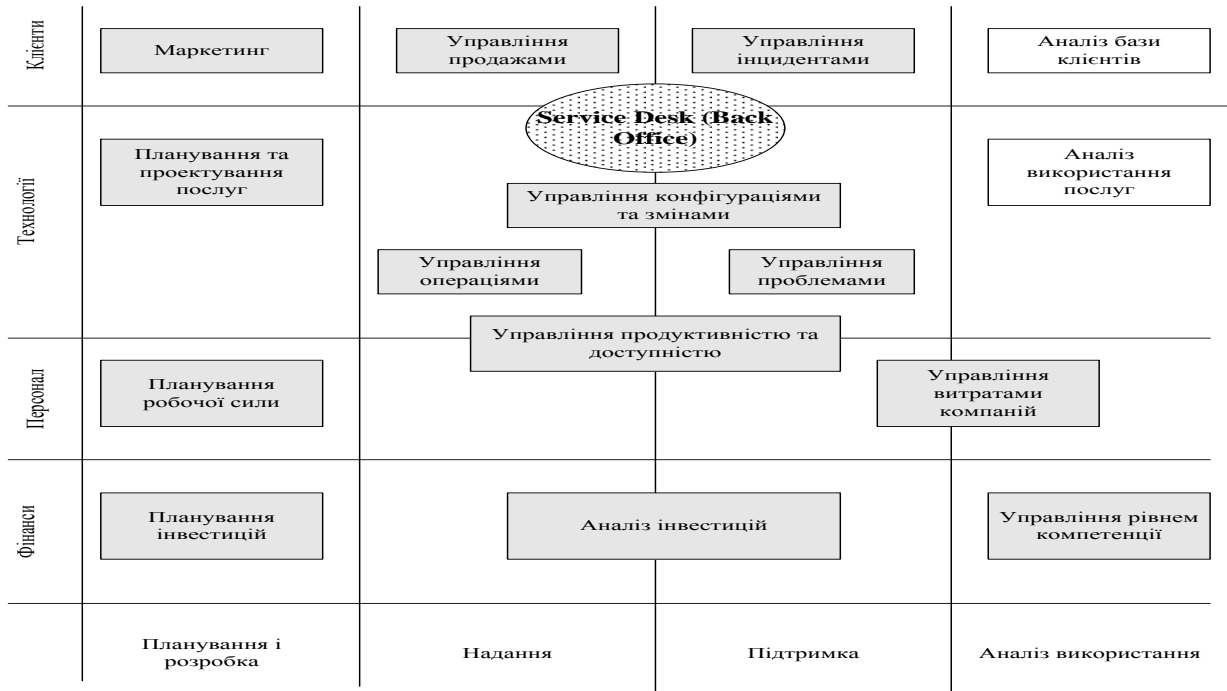 Клієнти
Маркетинг
Управління
продажами
Управління
інцидентами
Аналіз бази
клієнтів
Service Desk (Back
Office)
Технології
Планування та
проектування
послуг
Аналіз
використання
послуг
Управління конфігураціями
та змінами
Управління
операціями
Управління
проблемами
Управління продуктивністю та
доступністю
Персонал
Планування
робочої сили
Управління
витратами
компаній
Фінанси
Планування
інвестицій
Аналіз інвестицій
Управління рівнем
компетенції
Планування і
розробка
Надання
Підтримка
Аналіз використання